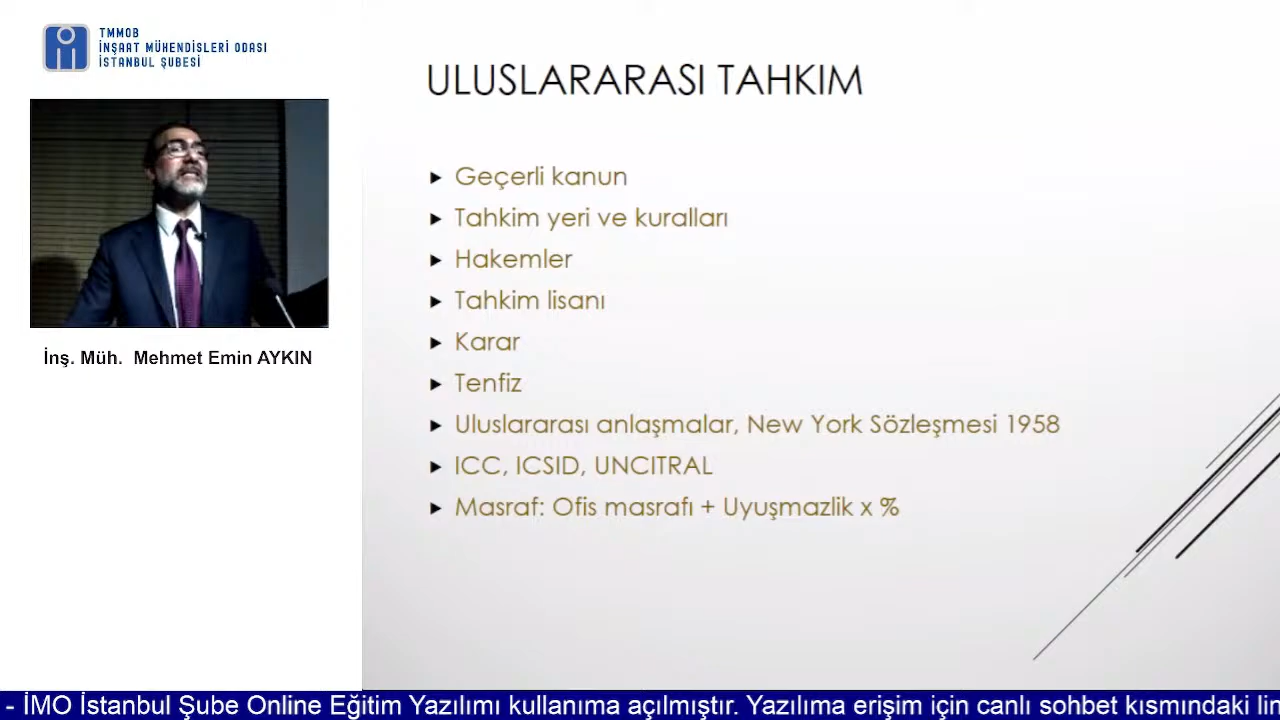 TMMOB
İNŞAAT MÜHENDİSLERİ ODASI
İSTANBUL ŞUBESİ
İnş. Müh. Mehmet Emin AYKIN
ULUSLARARASI TAHKIM
Geçerli kanun
Tahkim yeri ve kuralları
Hakemler
Tahkim lisanı
Karar
Tenfiz
Uluslararası anlaşmalar, New York Sözleşmesi 1958
ICC, ICSID, UNCITRAL
Masraf: Ofis masrafı + Uyuşmazlik x %
- İMO İstanbul Şube Online Eğitim Yazılımı kullanıma açılmıştır. Yazılıma erişim için canlı sohbet kısmındaki lin